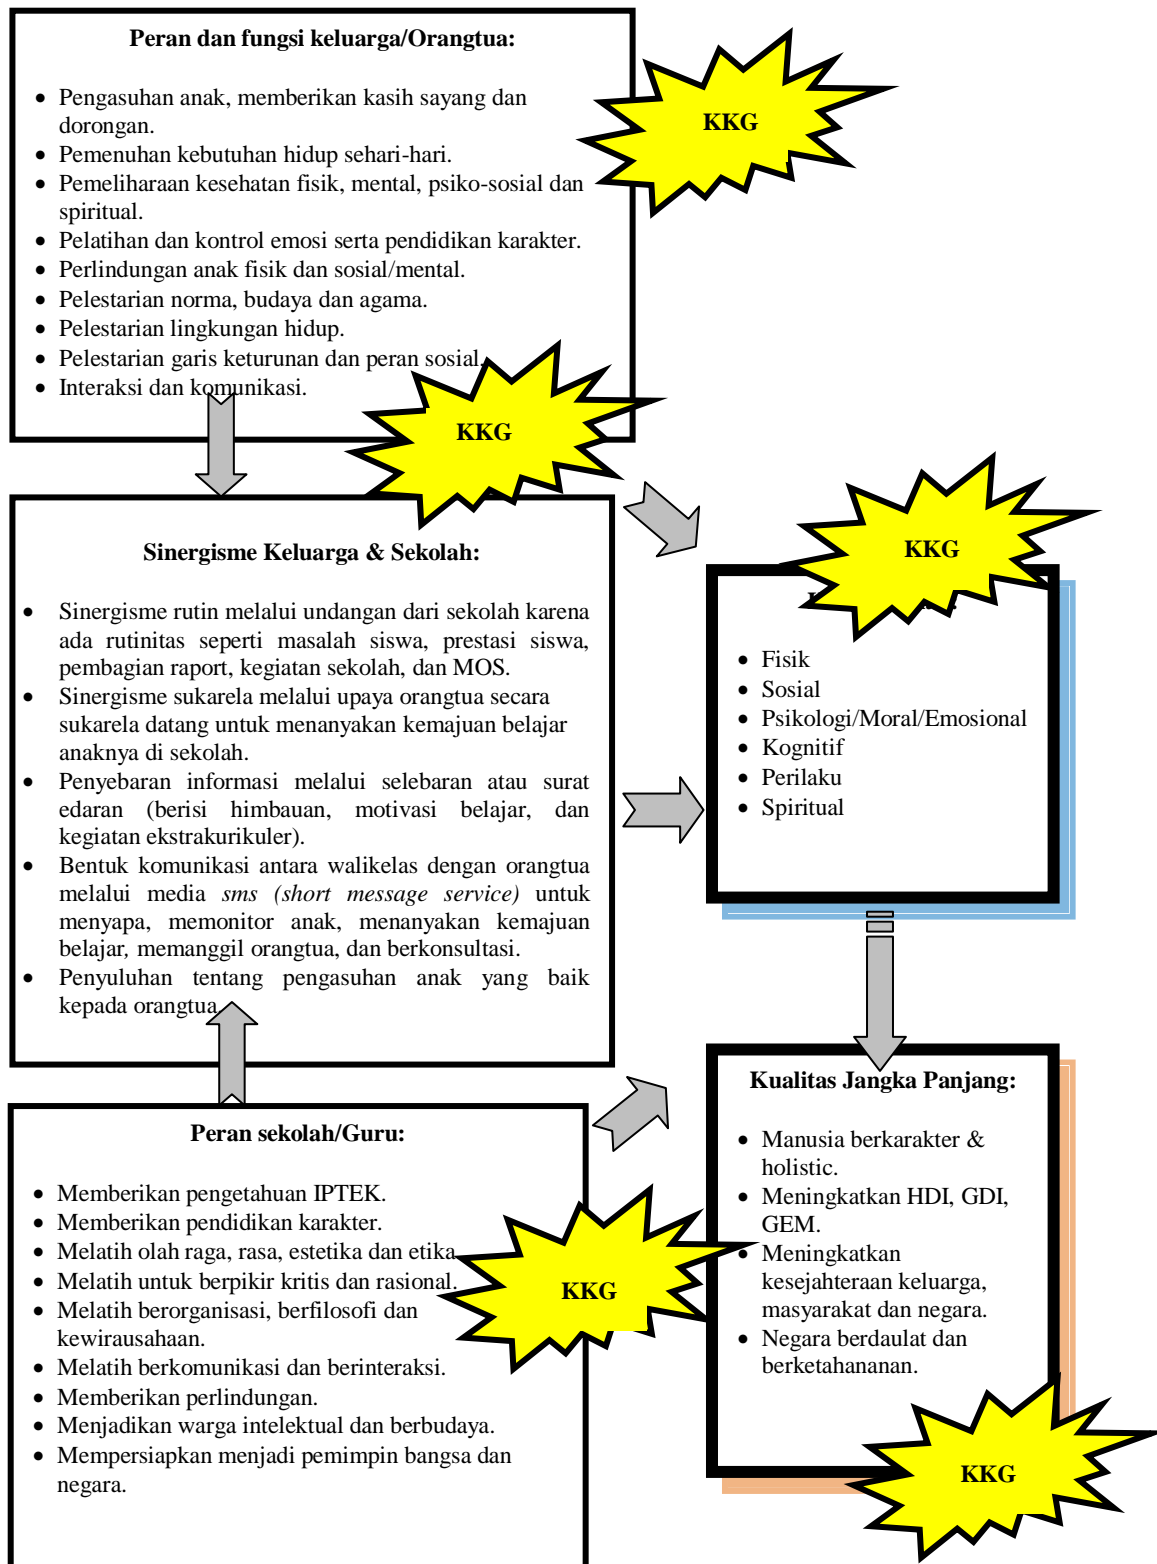 Peran dan fungsi keluarga/Orangtua:
• Pengasuhan anak, memberikan kasih sayang dan
dorongan.
• Pemenuhan kebutuhan hidup sehari-hari.
• Pemeliharaan kesehatan fisik, mental, psiko-sosial dan
spiritual.
• Pelatihan dan kontrol emosi serta pendidikan karakter.
• Perlindungan anak fisik dan sosial/mental.
• Pelestarian norma, budaya dan agama.
• Pelestarian lingkungan hidup.
• Pelestarian garis keturunan dan peran sosial.
• Interaksi dan komunikasi.
KKG
KKG
Sinergisme Keluarga & Sekolah:
• Sinergisme rutin melalui undangan dari sekolah karena
ada rutinitas seperti masalah siswa, prestasi siswa,
pembagian raport, kegiatan sekolah, dan MOS.
• Sinergisme sukarela melalui upaya orangtua secara
sukarela datang untuk menanyakan kemajuan belajar
anaknya di sekolah.
• Penyebaran informasi melalui selebaran atau surat
edaran (berisi himbauan, motivasi belajar, dan
kegiatan ekstrakurikuler).
• Bentuk komunikasi antara walikelas dengan orangtua
melalui media sms (short message service) untuk
menyapa, memonitor anak, menanyakan kemajuan
belajar, memanggil orangtua, dan berkonsultasi.
• Penyuluhan tentang pengasuhan anak yang baik
kepada orangtua.
KKG
• Fisik
• Sosial
• Psikologi/Moral/Emosional
• Kognitif
• Perilaku
• Spiritual
Peran sekolah/Guru:
• Memberikan pengetahuan IPTEK.
• Memberikan pendidikan karakter.
• Melatih olah raga, rasa, estetika dan etika
• Melatih untuk berpikir kritis dan rasional.
• Melatih berorganisasi, berfilosofi dan
kewirausahaan.
• Melatih berkomunikasi dan berinteraksi.
• Memberikan perlindungan.
• Menjadikan warga intelektual dan berbudaya.
• Mempersiapkan menjadi pemimpin bangsa dan
negara.
KKG
Kualitas Jangka Panjang:
• Manusia berkarakter &
holistic.
• Meningkatkan HDI, GDI,
GEM.
• Meningkatkan
kesejahteraan keluarga,
masyarakat dan negara.
• Negara berdaulat dan
berketahananan.
KKG